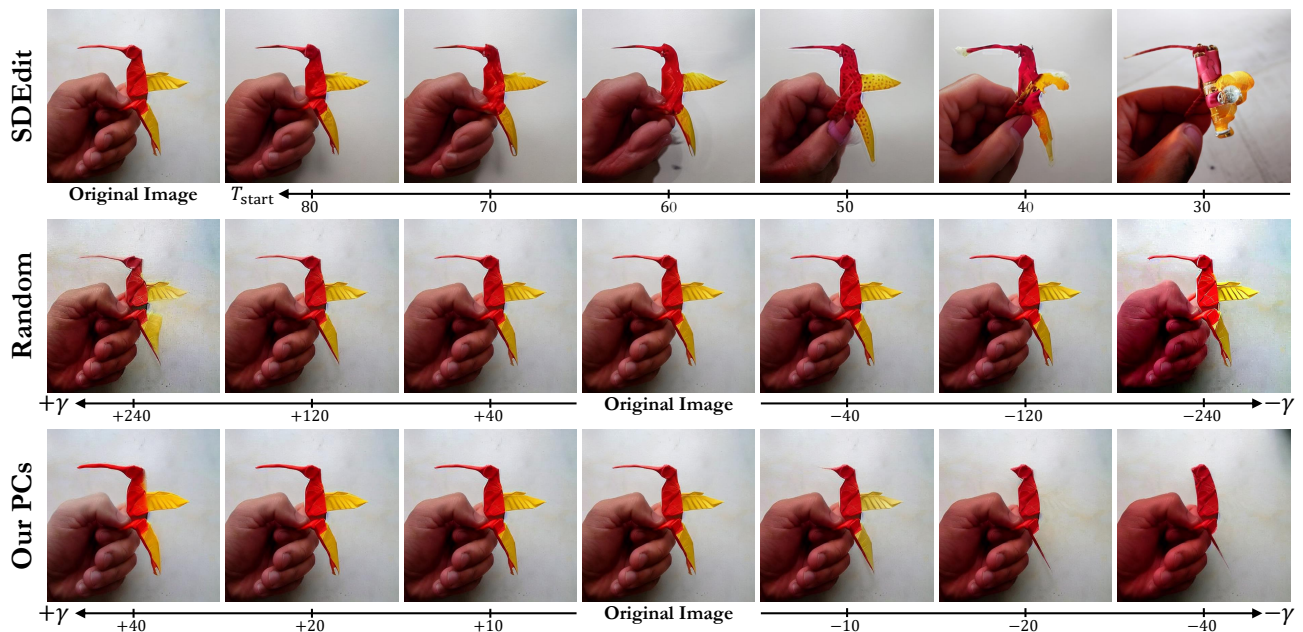 SDEdit
Original Image
T_start
80
70
60
50
40
30
Random
+γ
+240
+120
+40
Original Image
−40
−120
−240
−γ
Our PCs
+γ
+40
+20
+10
Original Image
−10
−20
−40
−γ